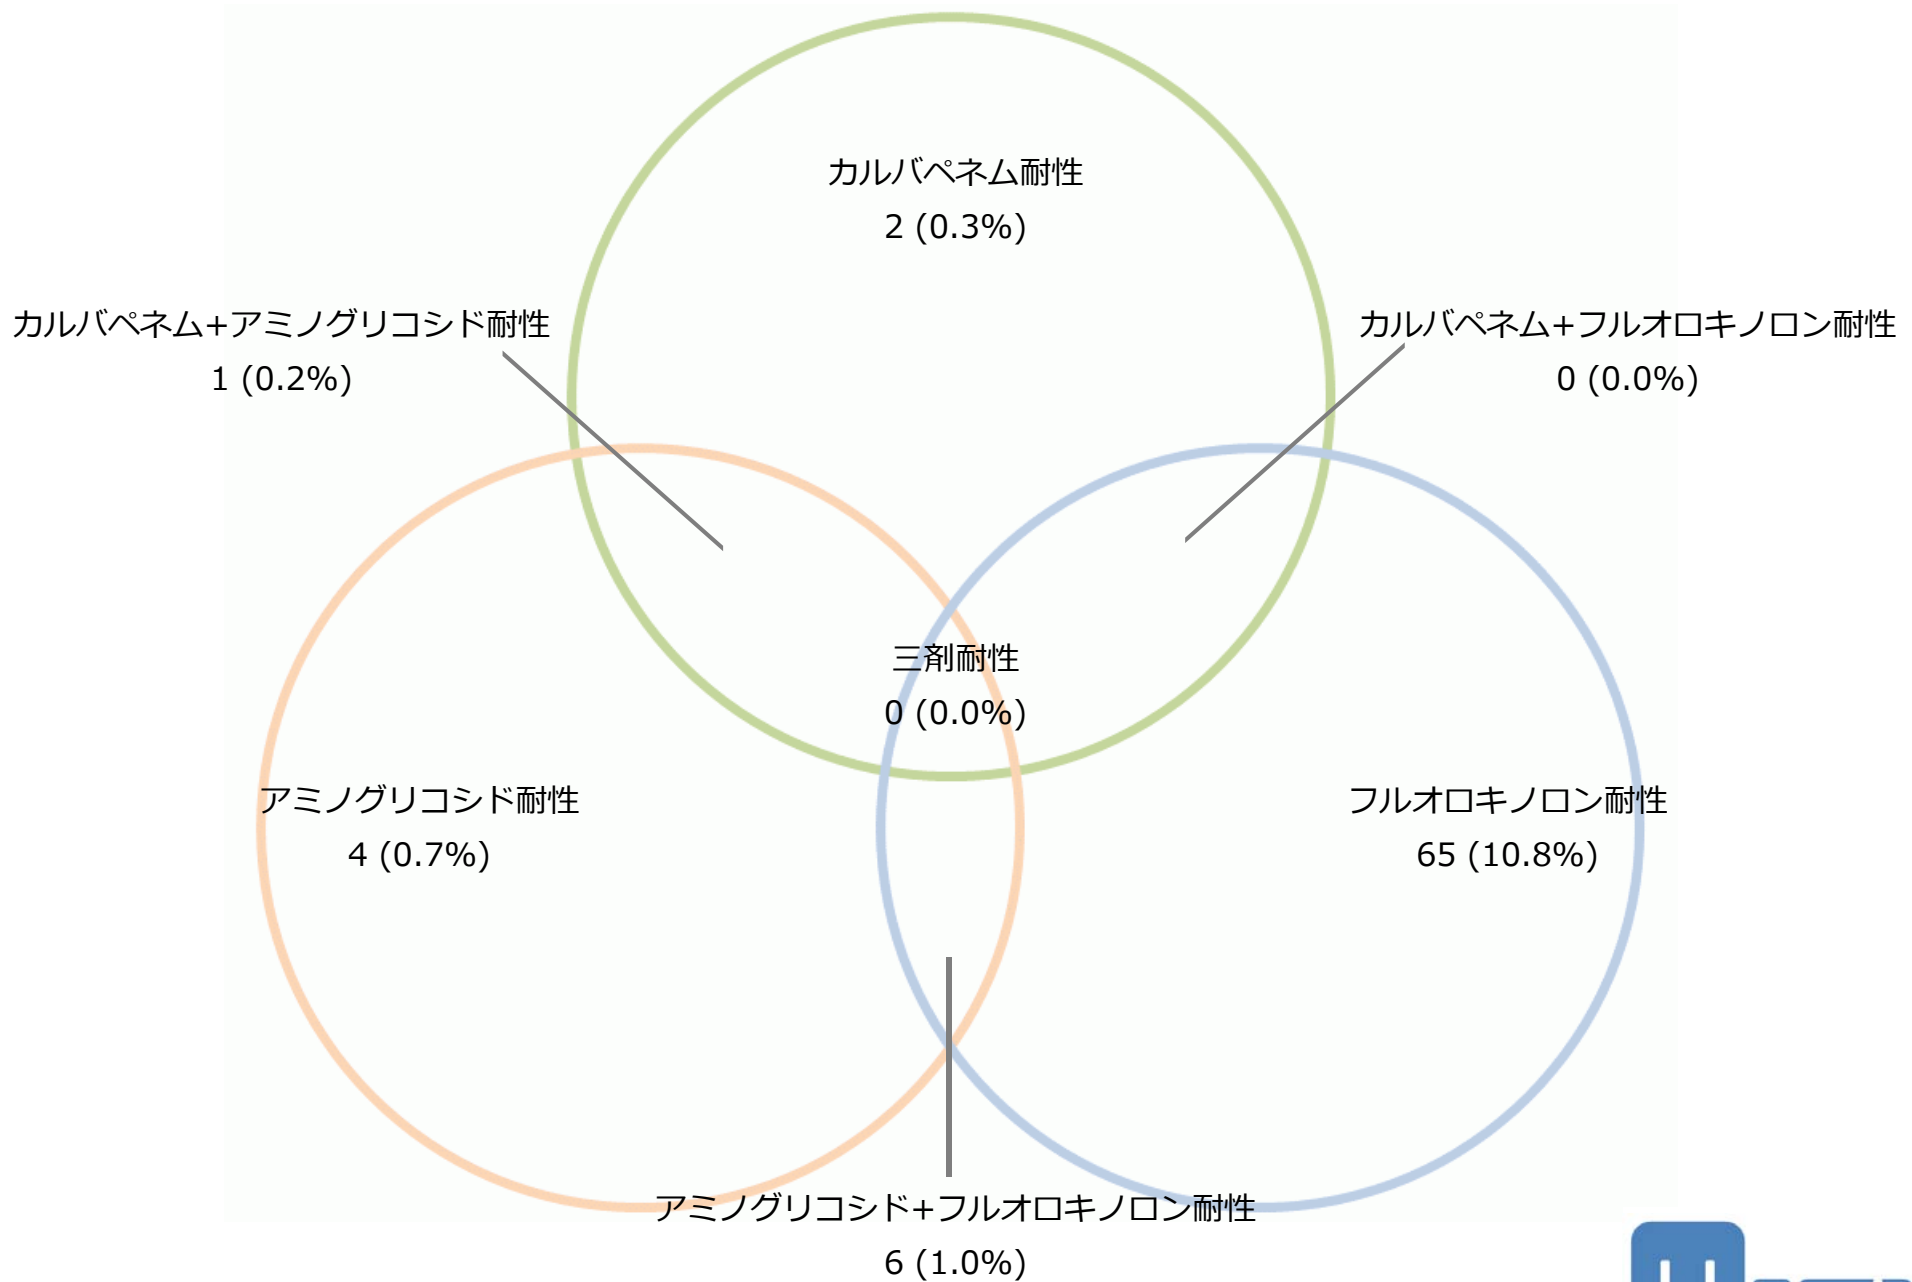 カルバペネム耐性
2 (0.3%)
カルバペネム+アミノグリコシド耐性
1 (0.2%)
カルバペネム+フルオロキノロン耐性
0 (0.0%)
三剤耐性
0 (0.0%)
アミノグリコシド耐性
4 (0.7%)
フルオロキノロン耐性
65 (10.8%)
アミノグリコシド+フルオロキノロン耐性
6 (1.0%)